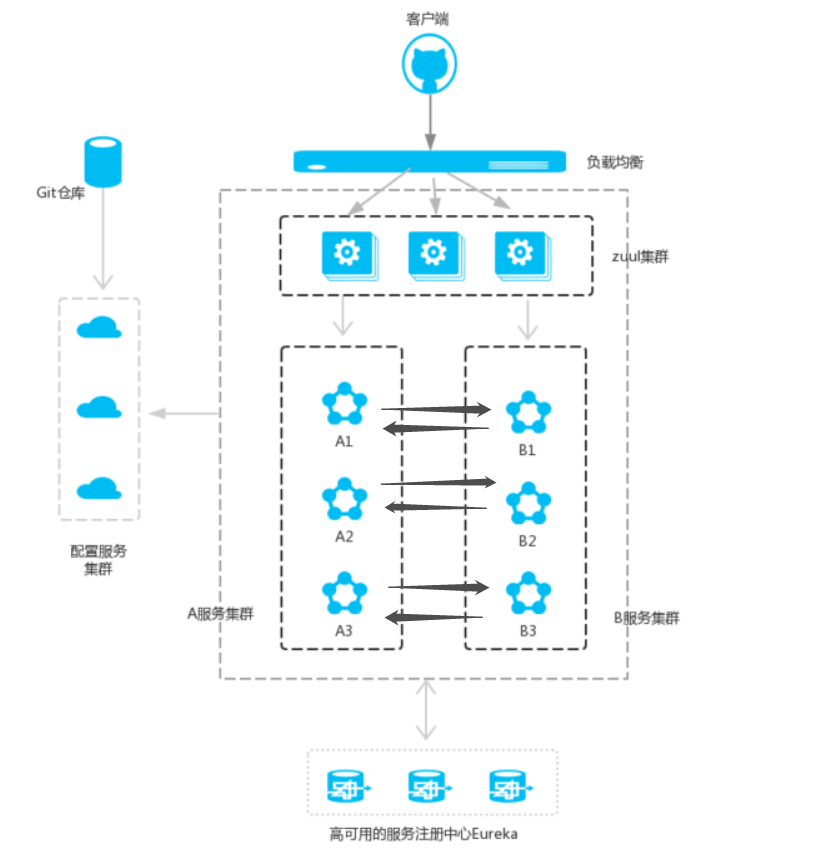 客户端
负载均衡
Git仓库
zuul集群
A1
B1
A2
B2
A3
B3
配置服务
集群
A服务集群
B服务集群
高可用的服务注册中心Eureka